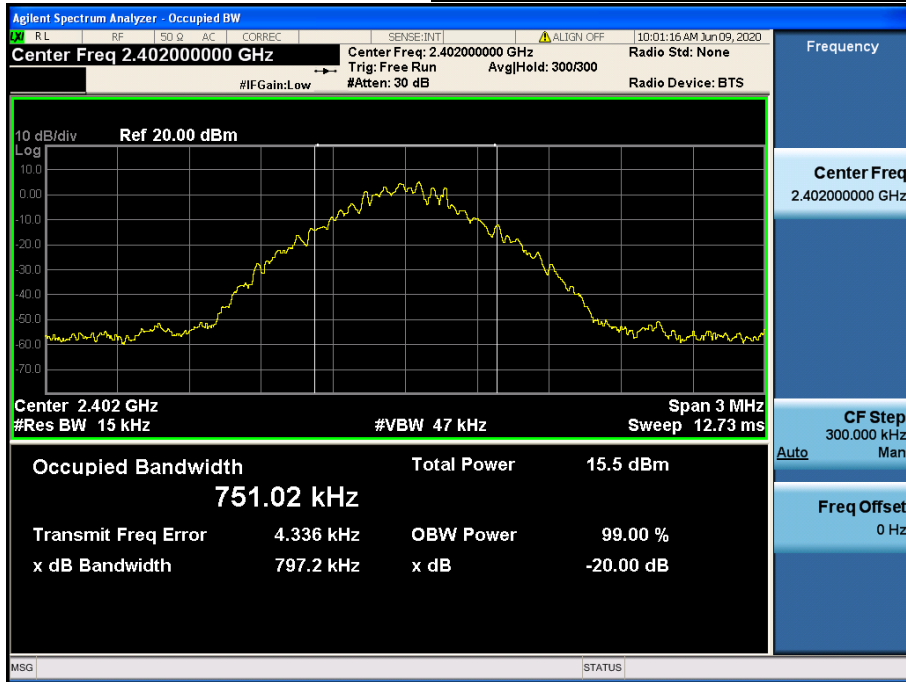 Agilent Spectrum Analyzer - Occupied BW
LXI RL RF 50 Ω AC CORREC SENSE:INT ALIGN OFF 10:01:16 AM Jun 09, 2020
Center Freq 2.402000000 GHz Center Freq: 2.402000000 GHz Radio Std: None
Trig: Free Run Avg|Hold: 300/300
#IFGain:Low #Atten: 30 dB Radio Device: BTS
Frequency
10 dB/div Ref 20.00 dBm
Log
10.0
0.00
-10.0
-20.0
-30.0
-40.0
-50.0
-60.0
-70.0
Center 2.402 GHz Span 3 MHz
#Res BW 15 kHz #VBW 47 kHz Sweep 12.73 ms
Center Freq
2.402000000 GHz
CF Step
300.000 kHz
Auto Man
Freq Offset
0 Hz
Occupied Bandwidth Total Power 15.5 dBm
751.02 kHz
Transmit Freq Error 4.336 kHz OBW Power 99.00 %
x dB Bandwidth 797.2 kHz x dB -20.00 dB
MSG STATUS